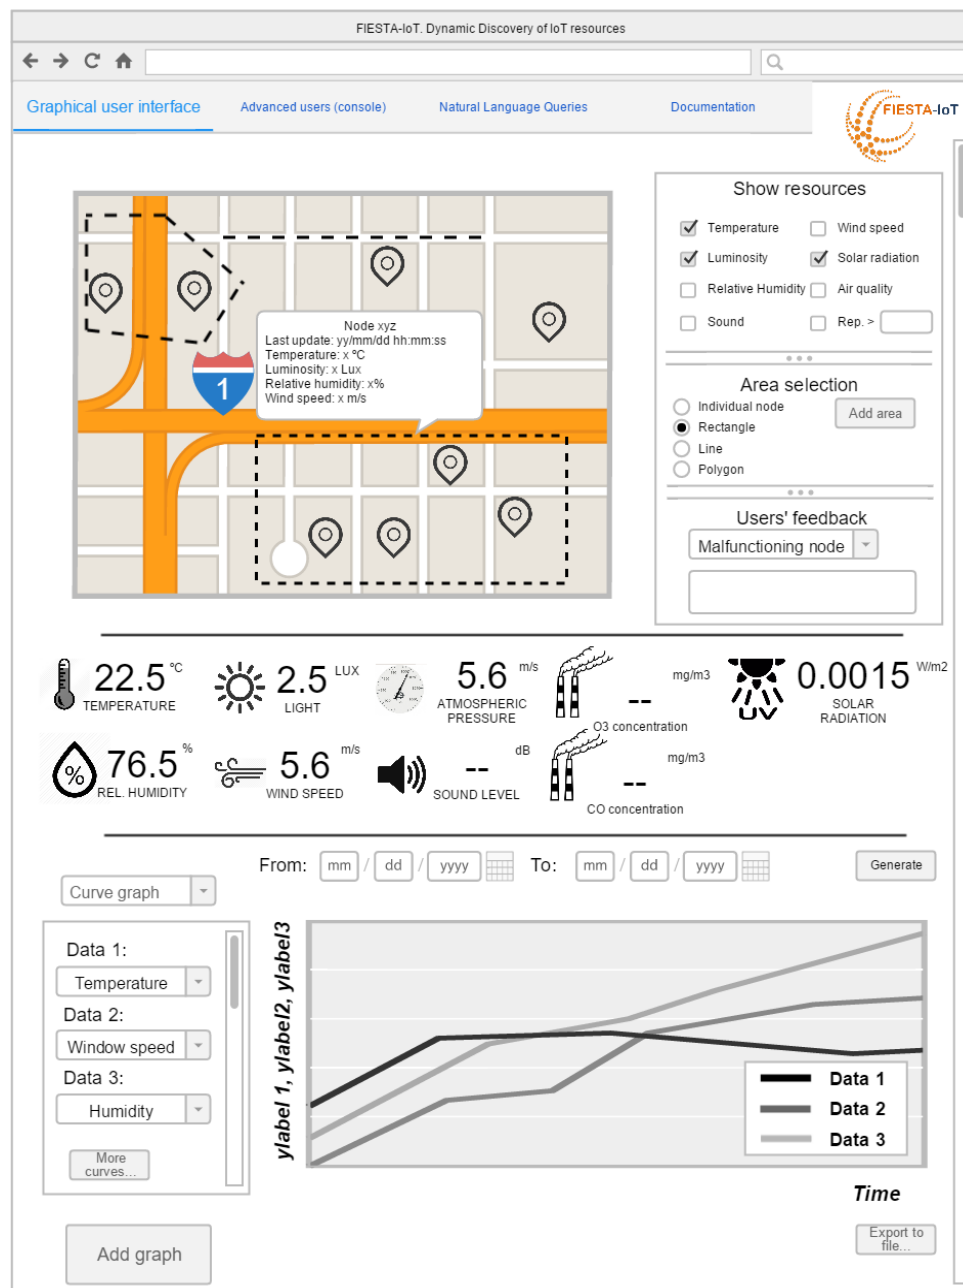 FIESTA-IoT. Dynamic Discovery of IoT resources
Graphical user interface
Advanced users (console)
Natural Language Queries
Documentation
FIESTA-IoT
Show resources
Temperature
Wind speed
Luminosity
Solar radiation
Relative Humidity
Air quality
Sound
Rep. >
Area selection
Individual node
Rectangle
Line
Polygon
Add area
Users' feedback
Malfunctioning node
1
Node xyz
Last update: yy/mm/dd hh:mm:ss
Temperature: x ºC
Luminosity: x Lux
Relative humidity: x%
Wind speed: x m/s
22.5 ºC
TEMPERATURE
2.5 LUX
LIGHT
5.6 m/s
ATMOSPHERIC
PRESSURE
-- mg/m3
O3 concentration
UV
0.0015 W/m2
SOLAR
RADIATION
%
76.5 %
REL. HUMIDITY
5.6 m/s
WIND SPEED
-- dB
SOUND LEVEL
-- mg/m3
CO concentration
From: mm / dd / yyyy To: mm / dd / yyyy
Generate
Curve graph
Data 1:
Temperature
Data 2:
Window speed
Data 3:
Humidity
More
curves...
Add graph
ylabel 1, ylabel2, ylabel3
Data 1
Data 2
Data 3
Time
Export to
file...